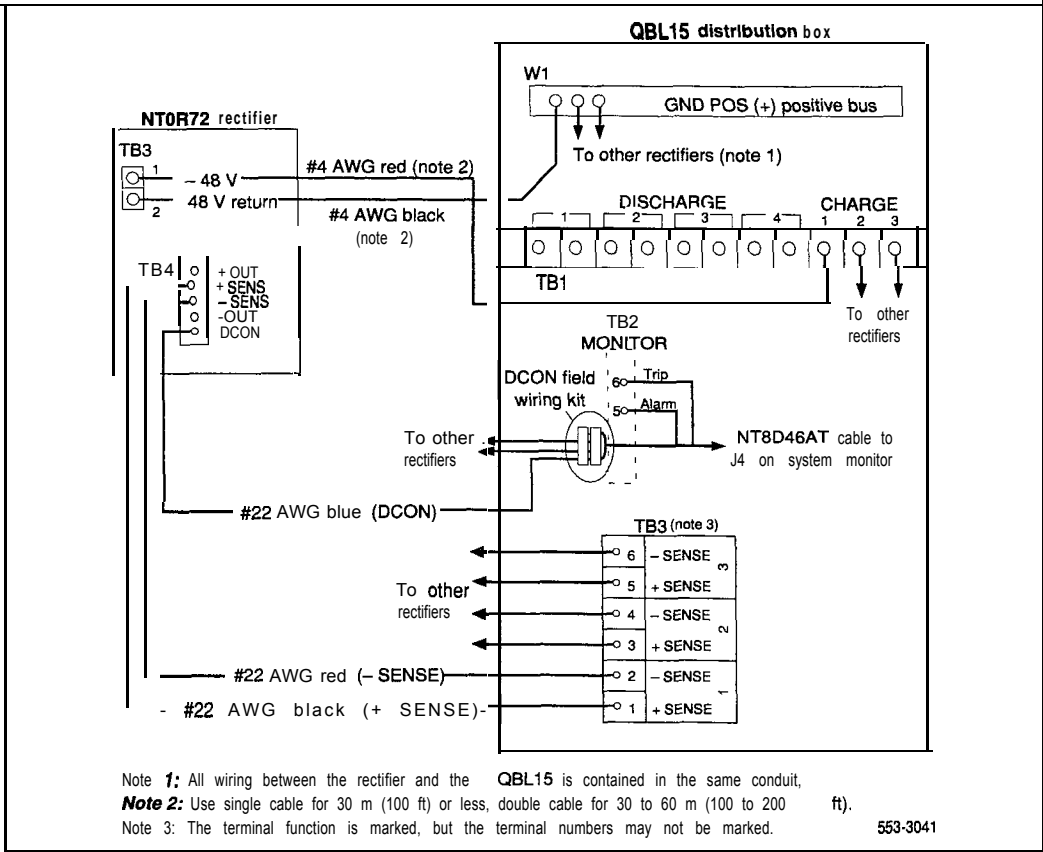 QBL15 distribution box
W1
GND POS (+) positive bus
NT0R72 rectifier
TB3
1
– 48 V
2
48 V return
#4 AWG red (note 2)
#4 AWG black
(note 2)
To other rectifiers (note 1)
DISCHARGE
CHARGE
1 2 3 4 1 2 3
TB1
To other
rectifiers
TB4
+ OUT
+ SENS
– SENS
-OUT
DCON
TB2
MONITOR
6 Trip
5 Alarm
DCON field
wiring kit
To other
rectifiers
NT8D46AT cable to
J4 on system monitor
#22 AWG blue (DCON)
TB3 (note 3)
6 – SENSE
3
5 + SENSE
To other
rectifiers
4 – SENSE
2
3 + SENSE
#22 AWG red (– SENSE)
2 – SENSE
1
- #22 AWG black (+ SENSE)-
1 + SENSE
Note 1: All wiring between the rectifier and the QBL15 is contained in the same conduit,
Note 2: Use single cable for 30 m (100 ft) or less, double cable for 30 to 60 m (100 to 200 ft).
Note 3: The terminal function is marked, but the terminal numbers may not be marked.
553-3041